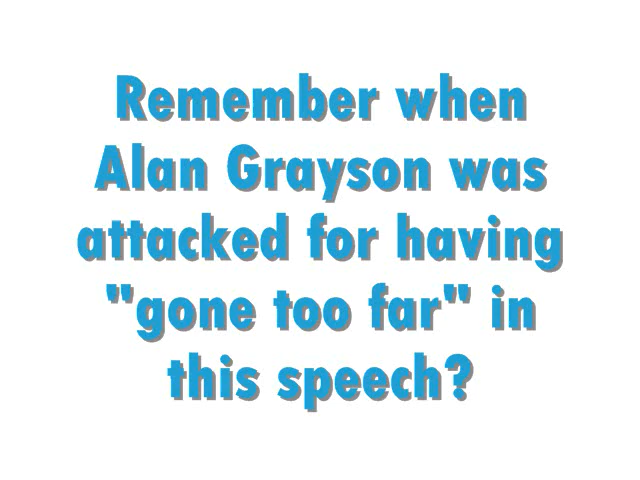 Remember when
Alan Grayson was
attacked for having
"gone too far" in
this speech?